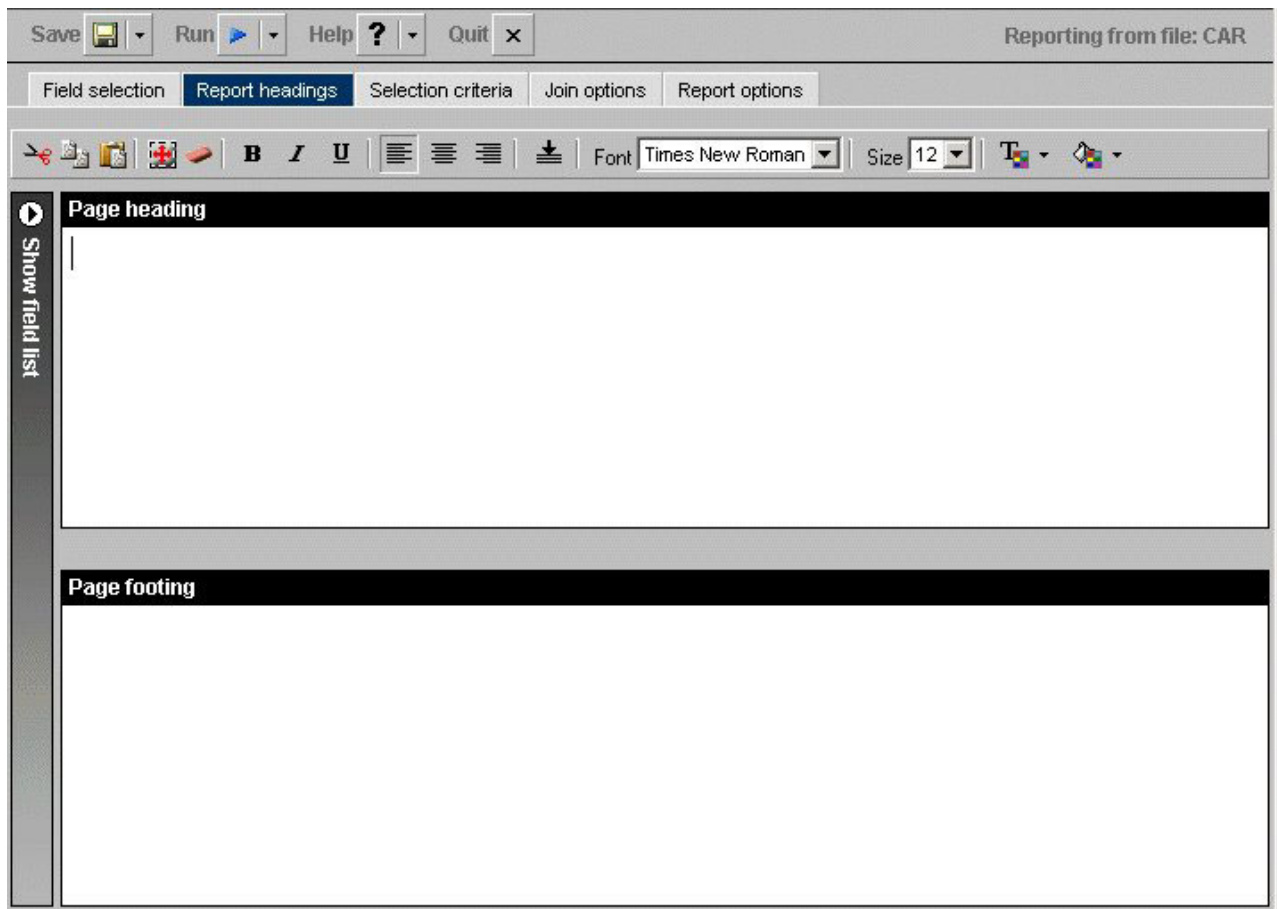 Save Run Help ? Quit × Reporting from file: CAR
Field selection Report headings Selection criteria Join options Report options
B I U Font Times New Roman Size 12 T
Page heading
Show field list
Page footing